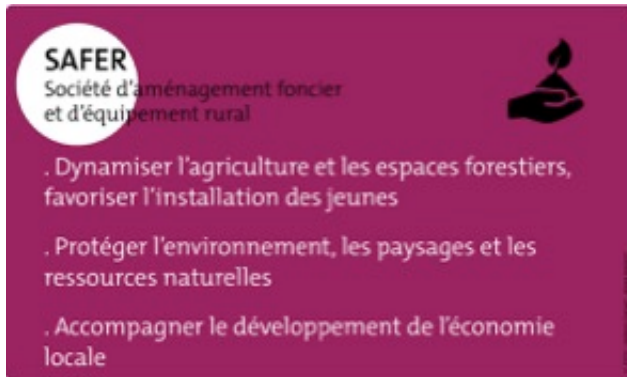 SAFER
Société d'aménagement foncier
et d'équipement rural
. Dynamiser l'agriculture et les espaces forestiers,
favoriser l'installation des jeunes
. Protéger l'environnement, les paysages et les
ressources naturelles
. Accompagner le développement de l'économie
locale